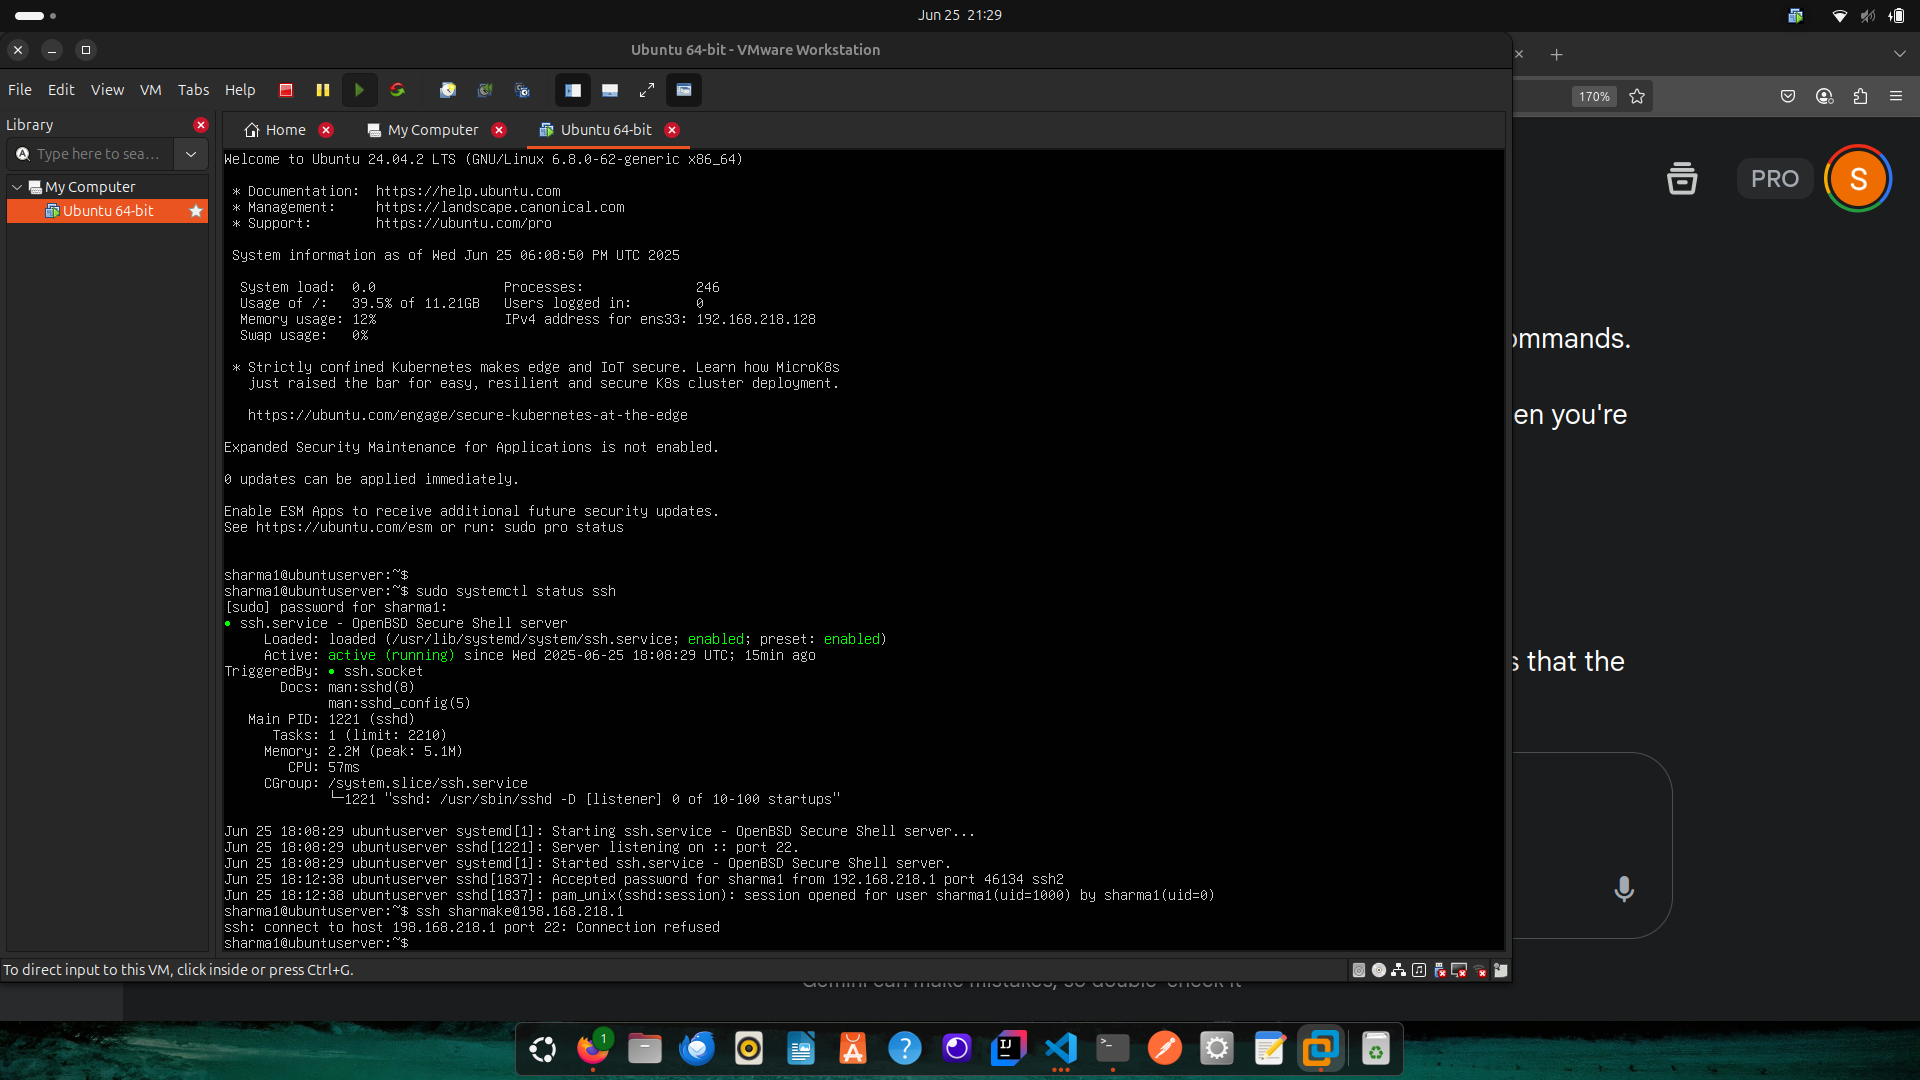 Jun 25 21:29
Ubuntu 64-bit - VMware Workstation
File Edit View VM Tabs Help
170%
Library
Type here to sea...
My Computer
Ubuntu 64-bit
Home
My Computer
Ubuntu 64-bit
Welcome to Ubuntu 24.04.2 LTS (GNU/Linux 6.8.0-62-generic x86_64)
* Documentation: https://help.ubuntu.com
* Management: https://landscape.canonical.com
* Support: https://ubuntu.com/pro
System information as of Wed Jun 25 06:08:50 PM UTC 2025
System load: 0.0 Processes: 246
Usage of /: 39.5% of 11.21GB Users logged in: 0
Memory usage: 12% IPv4 address for ens33: 192.168.218.128
Swap usage: 0%
* Strictly confined Kubernetes makes edge and IoT secure. Learn how MicroK8s
just raised the bar for easy, resilient and secure K8s cluster deployment.
https://ubuntu.com/engage/secure-kubernetes-at-the-edge
Expanded Security Maintenance for Applications is not enabled.
0 updates can be applied immediately.
Enable ESM Apps to receive additional future security updates.
See https://ubuntu.com/esm or run: sudo pro status
sharma1@ubuntuserver:~$
sharma1@ubuntuserver:~$ sudo systemctl status ssh
[sudo] password for sharma1:
● ssh.service - OpenBSD Secure Shell server
Loaded: loaded (/usr/lib/systemd/system/ssh.service; enabled; preset: enabled)
Active: active (running) since Wed 2025-06-25 18:08:29 UTC; 15min ago
TriggeredBy: ● ssh.socket
Docs: man:sshd(8)
man:sshd_config(5)
Main PID: 1221 (sshd)
Tasks: 1 (limit: 2210)
Memory: 2.2M (peak: 5.1M)
CPU: 57ms
CGroup: /system.slice/ssh.service
└─1221 "sshd: /usr/sbin/sshd -D [listener] 0 of 10-100 startups"
Jun 25 18:08:29 ubuntuserver systemd[1]: Starting ssh.service - OpenBSD Secure Shell server...
Jun 25 18:08:29 ubuntuserver sshd[1221]: Server listening on :: port 22.
Jun 25 18:08:29 ubuntuserver systemd[1]: Started ssh.service - OpenBSD Secure Shell server.
Jun 25 18:12:38 ubuntuserver sshd[1837]: Accepted password for sharma1 from 192.168.218.1 port 46134 ssh2
Jun 25 18:12:38 ubuntuserver sshd[1837]: pam_unix(sshd:session): session opened for user sharma1(uid=1000) by sharma1(uid=0)
sharma1@ubuntuserver:~$ ssh sharmake@198.168.218.1
ssh: connect to host 198.168.218.1 port 22: Connection refused
sharma1@ubuntuserver:~$
To direct input to this VM, click inside or press Ctrl+G.
PRO
S
ommands.
en you're
s that the
Gemini can make mistakes, so double-check it
1